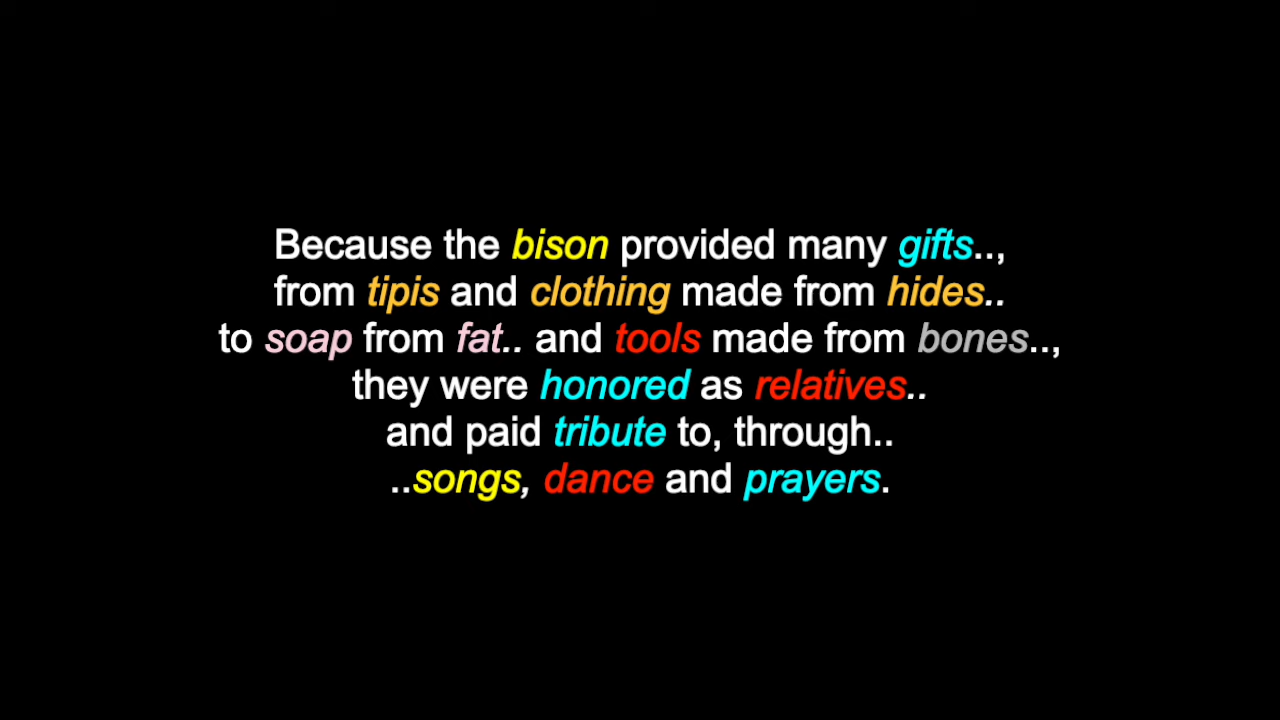 Because the bison provided many gifts..,
from tipis and clothing made from hides..
to soap from fat.. and tools made from bones..,
they were honored as relatives..
and paid tribute to, through..
..songs, dance and prayers.